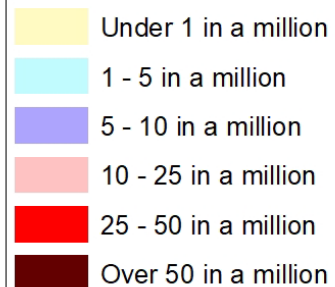 Under 1 in a million
1 - 5 in a million
5 - 10 in a million
10 - 25 in a million
25 - 50 in a million
Over 50 in a million